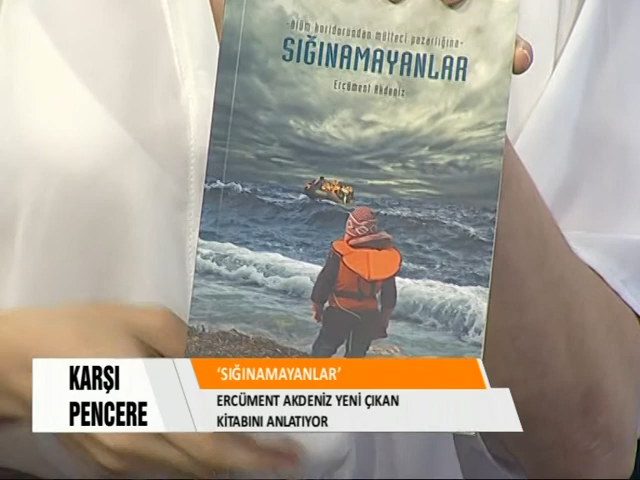 -ölüm koridorundan mülteci pazarlığına-
SIĞINAMAYANLAR
Ercüment Akdeniz
KARŞI
PENCERE
‘SIĞINAMAYANLAR’
ERCÜMENT AKDENİZ YENİ ÇIKAN
KİTABINI ANLATIYOR